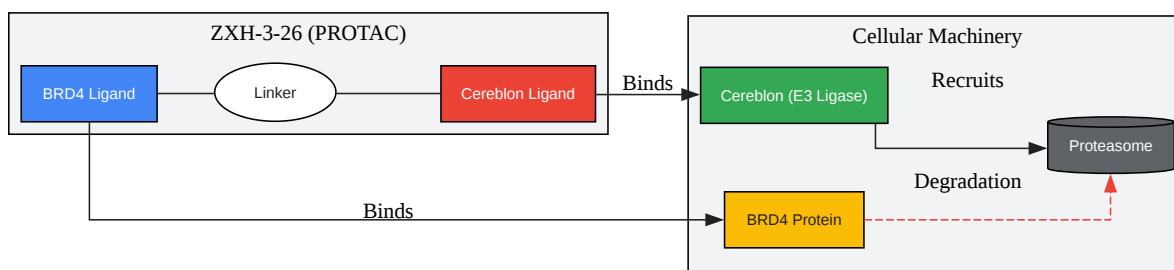 ZXH-3-26 (PROTAC)
Cellular Machinery
BRD4 Ligand
Linker
Cereblon Ligand
Binds
Cereblon (E3 Ligase)
Recruits
Proteasome
Degradation
Binds
BRD4 Protein